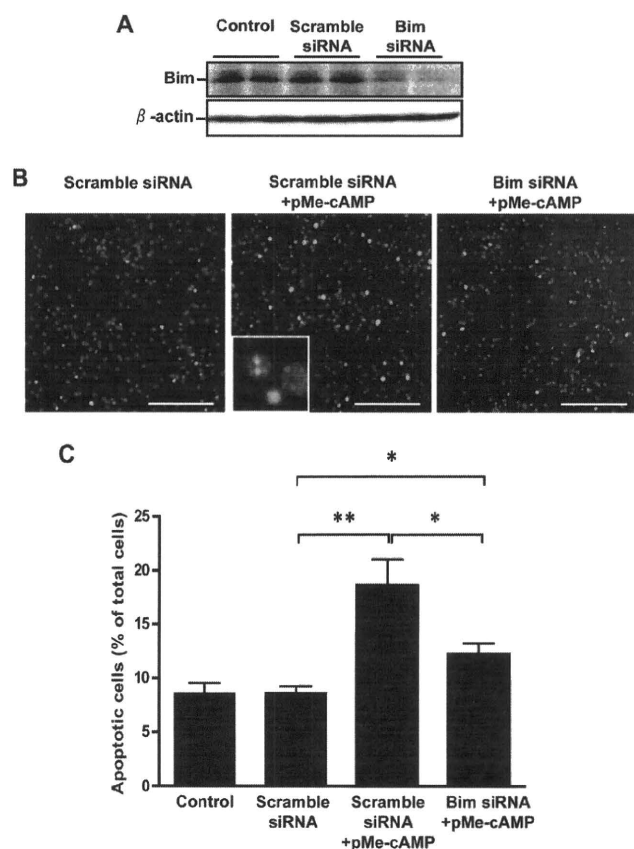 A
Control
Scramble
siRNA
Bim
siRNA
Bim
β-actin
B
Scramble siRNA
Scramble siRNA
+pMe-cAMP
Bim siRNA
+pMe-cAMP
C
*
**
*
Apoptotic cells (% of total cells)
25
20
15
10
5
0
Control
Scramble
siRNA
Scramble
siRNA
+pMe-cAMP
Bim siRNA
+pMe-cAMP